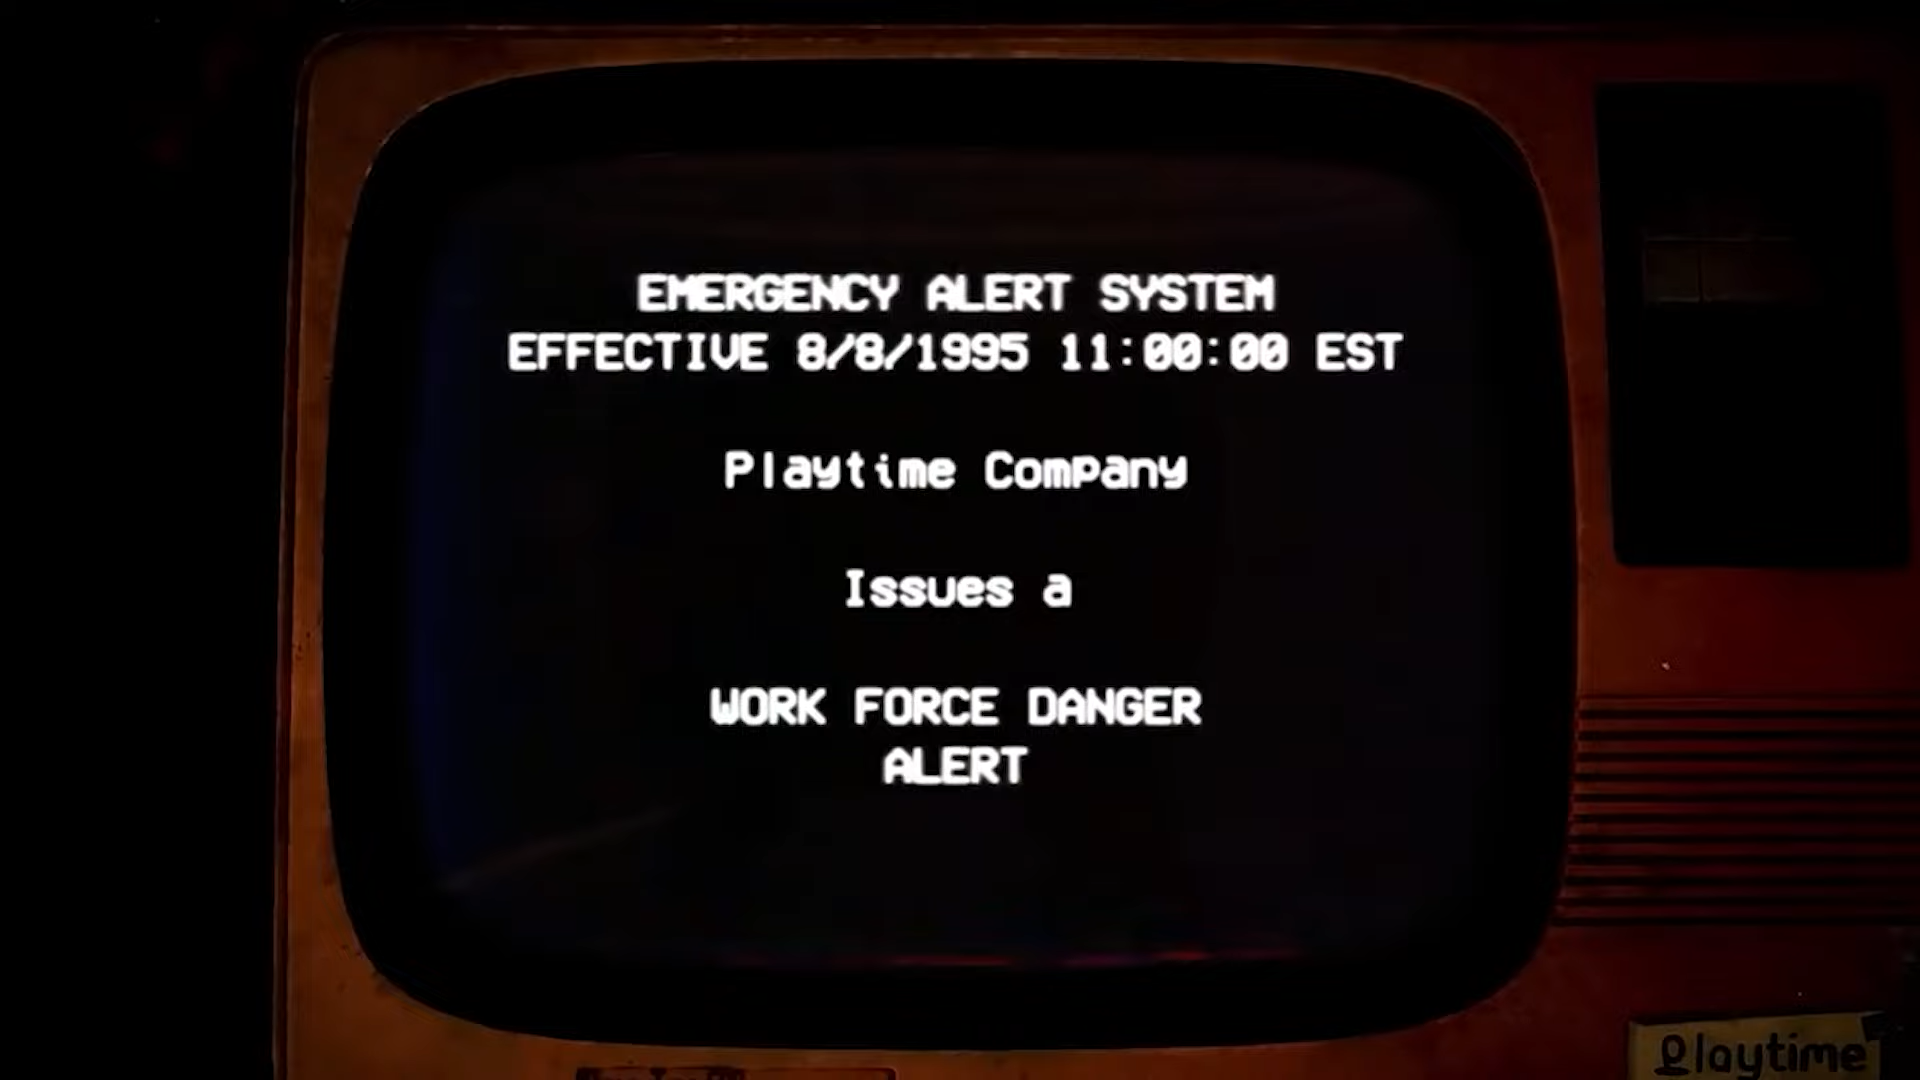 EMERGENCY ALERT SYSTEM
EFFECTIVE 8/8/1995 11:00:00 EST
Playtime Company
Issues a
WORK FORCE DANGER
ALERT
Playtime